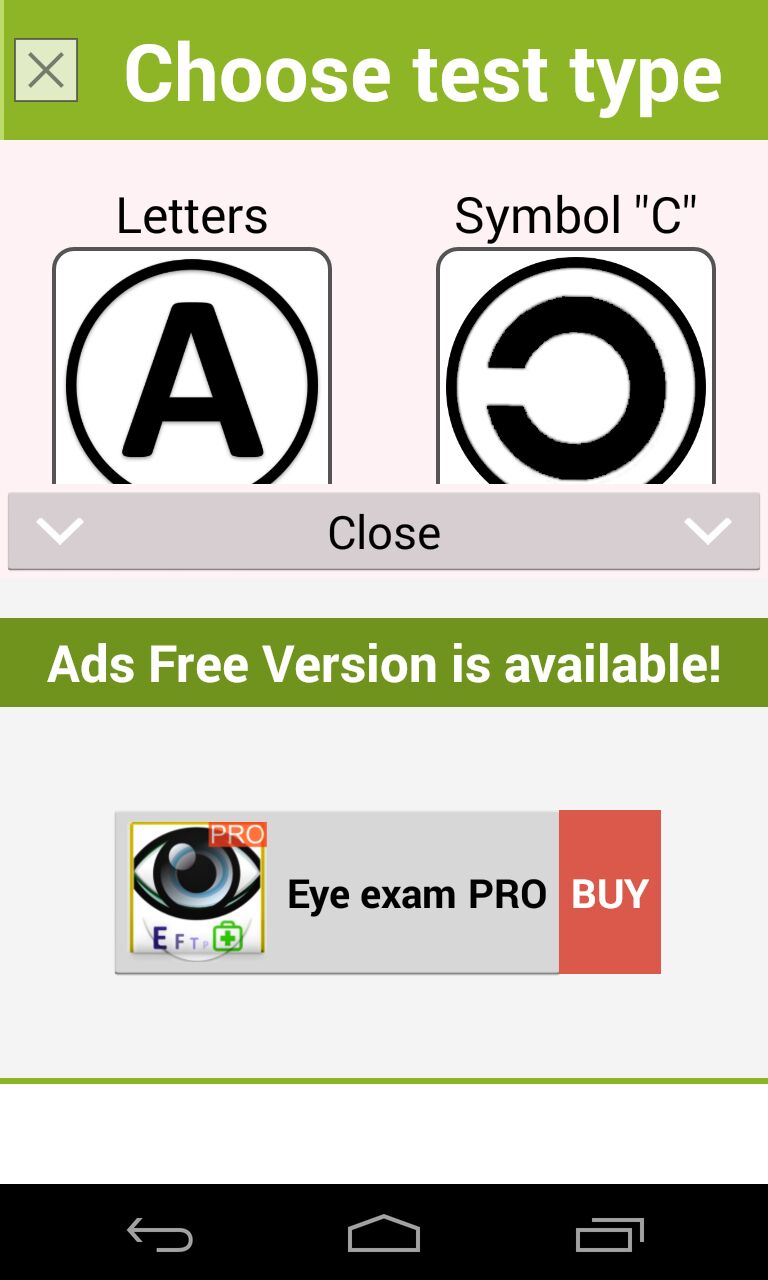 Choose test type
Letters
Symbol "C"
A
Close
Ads Free Version is available!
PRO
E F T P
Eye exam PRO
BUY